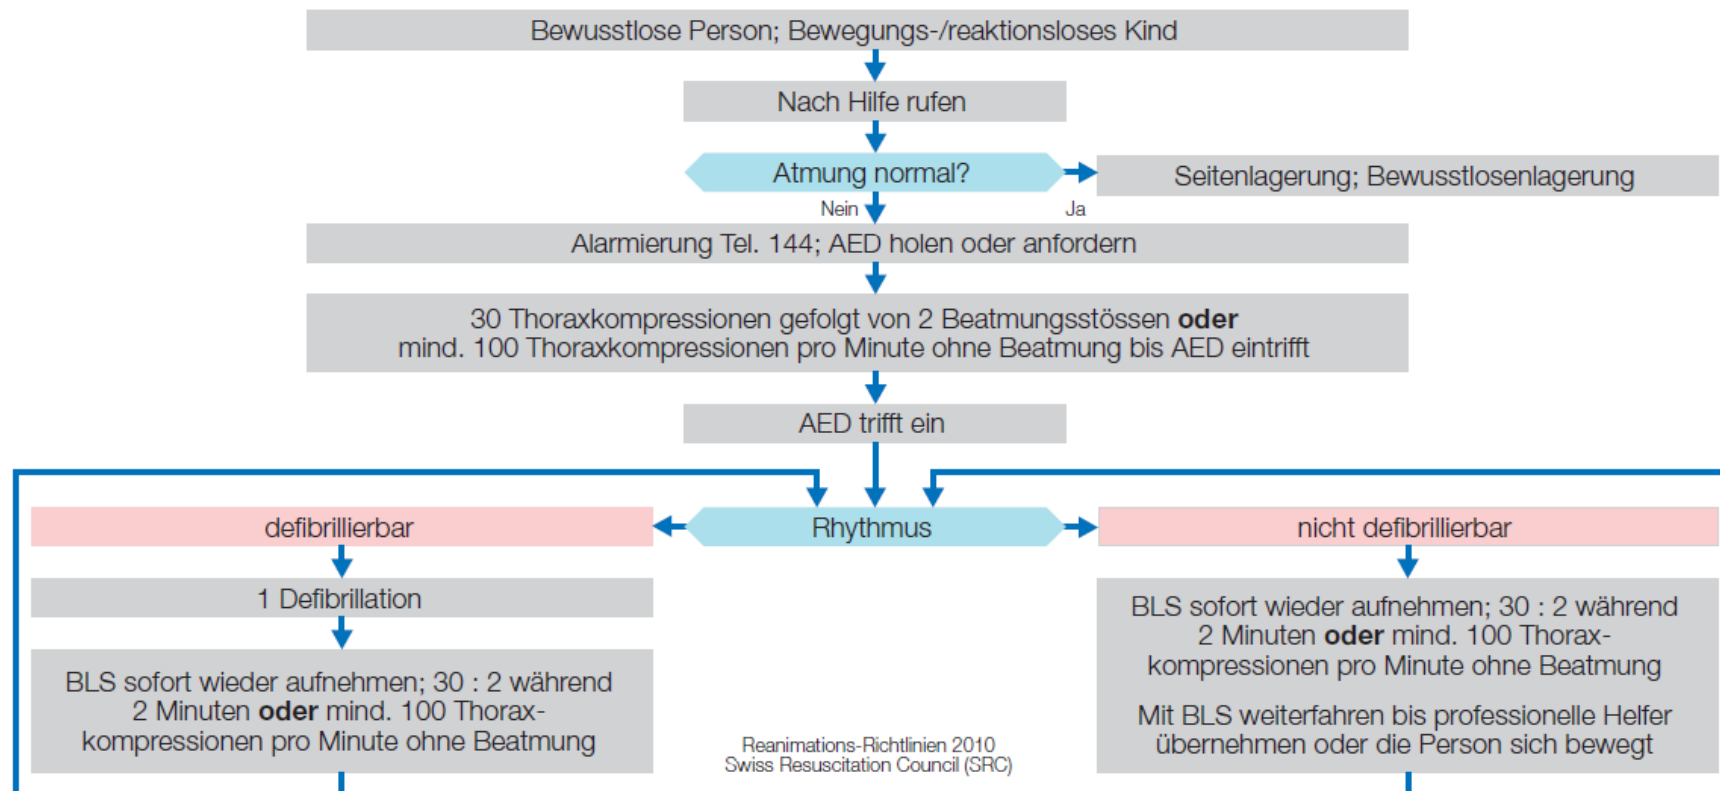 Bewusstlose Person; Bewegungs-/reaktionsloses Kind
Nach Hilfe rufen
Atmung normal?
Seitenlagerung; Bewusstlosenlagerung
Nein
Ja
Alarmierung Tel. 144; AED holen oder anfordern
30 Thoraxkompressionen gefolgt von 2 Beatmungsstössen oder
mind. 100 Thoraxkompressionen pro Minute ohne Beatmung bis AED eintrifft
AED trifft ein
defibrillierbar
Rhythmus
nicht defibrillierbar
1 Defibrillation
BLS sofort wieder aufnehmen; 30 : 2 während
2 Minuten oder mind. 100 Thorax-
kompressionen pro Minute ohne Beatmung
BLS sofort wieder aufnehmen; 30 : 2 während
2 Minuten oder mind. 100 Thorax-
kompressionen pro Minute ohne Beatmung
Mit BLS weiterfahren bis professionelle Helfer
übernehmen oder die Person sich bewegt
Reanimations-Richtlinien 2010
Swiss Resuscitation Council (SRC)